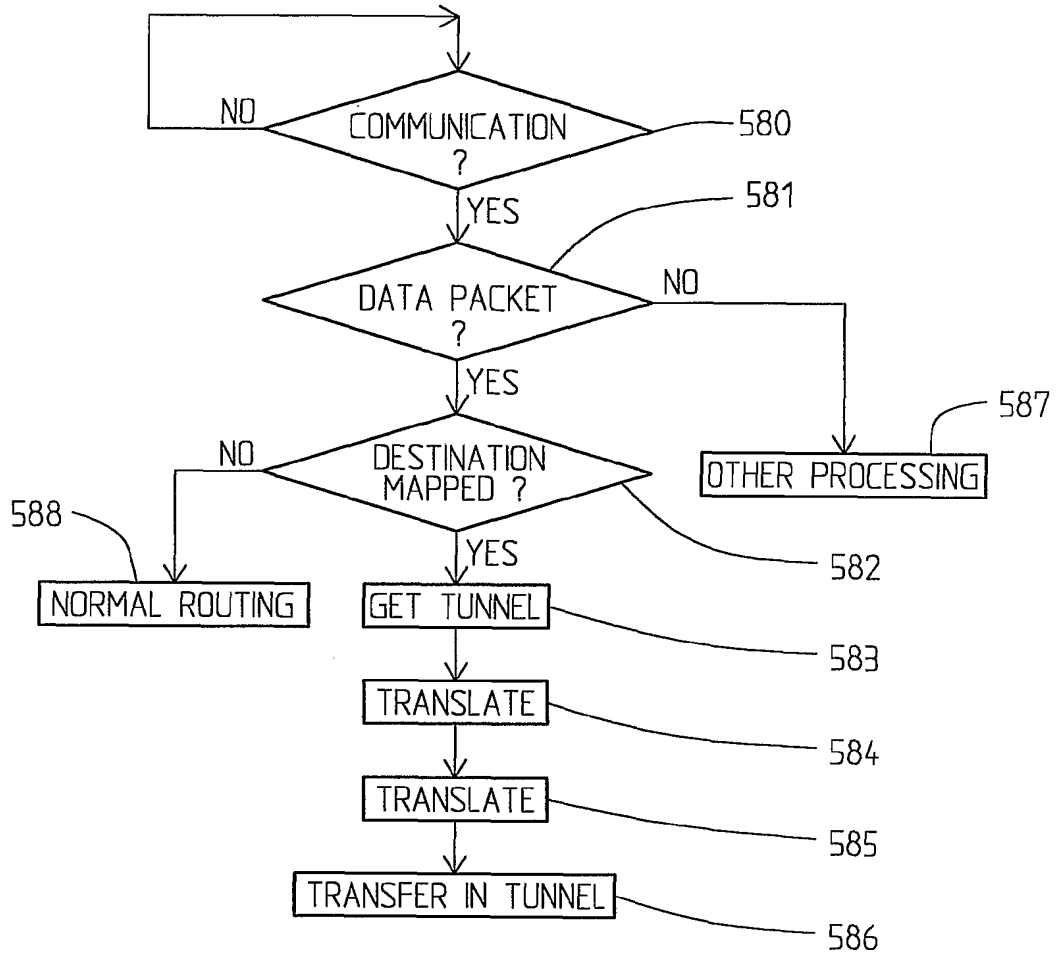 NO
COMMUNICATION
?
580
YES
581
DATA PACKET
?
NO
YES
587
NO
DESTINATION
MAPPED ?
OTHER PROCESSING
588
YES
582
NORMAL ROUTING
GET TUNNEL
583
TRANSLATE
584
TRANSLATE
585
TRANSFER IN TUNNEL
586